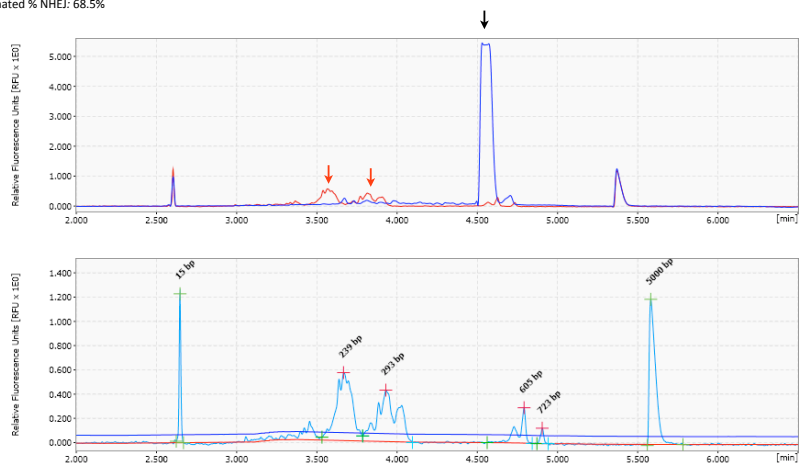 nated % NHEJ: 68.5%
Relative Fluorescence Units [RFU x 1E0]
5.000
4.000
3.000
2.000
1.000
0.000
2.000 2.500 3.000 3.500 4.000 4.500 5.000 5.500 6.000 [min]
Relative Fluorescence Units [RFU x 1E0]
1.400
1.200
1.000
0.800
0.600
0.400
0.200
0.000
15 bp
239 bp
293 bp
605 bp
723 bp
5000 bp
2.000 2.500 3.000 3.500 4.000 4.500 5.000 5.500 6.000 [min]